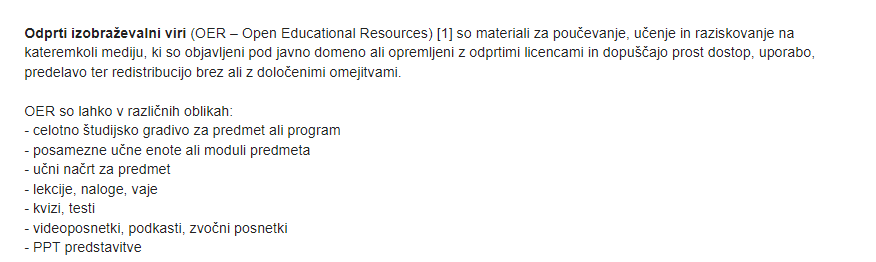 Odprti izobraževalni viri (OER – Open Educational Resources) [1] so materiali za poučevanje, učenje in raziskovanje na
kateremkoli mediju, ki so objavljeni pod javno domeno ali opremljeni z odprtimi licencami in dopuščajo prost dostop, uporabo,
predelavo ter redistribucijo brez ali z določenimi omejitvami.
OER so lahko v različnih oblikah:
- celotno študijsko gradivo za predmet ali program
- posamezne učne enote ali moduli predmeta
- učni načrt za predmet
- lekcije, naloge, vaje
- kvizi, testi
- videoposnetki, podkasti, zvočni posnetki
- PPT predstavitve